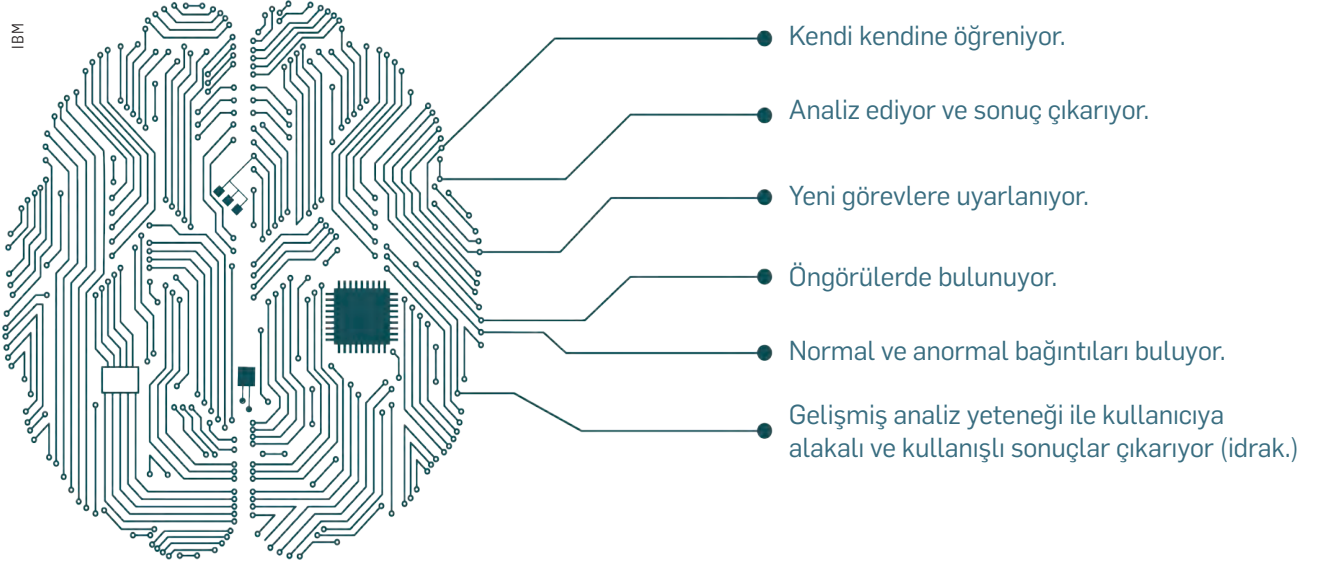 IBM
Kendi kendine öğreniyor.
Analiz ediyor ve sonuç çıkarıyor.
Yeni görevlere uyarlanıyor.
Öngörülerde bulunuyor.
Normal ve anormal bağıntıları buluyor.
Gelişmiş analiz yeteneği ile kullanıcıya
alakalı ve kullanışlı sonuçlar çıkarıyor (idrak.)